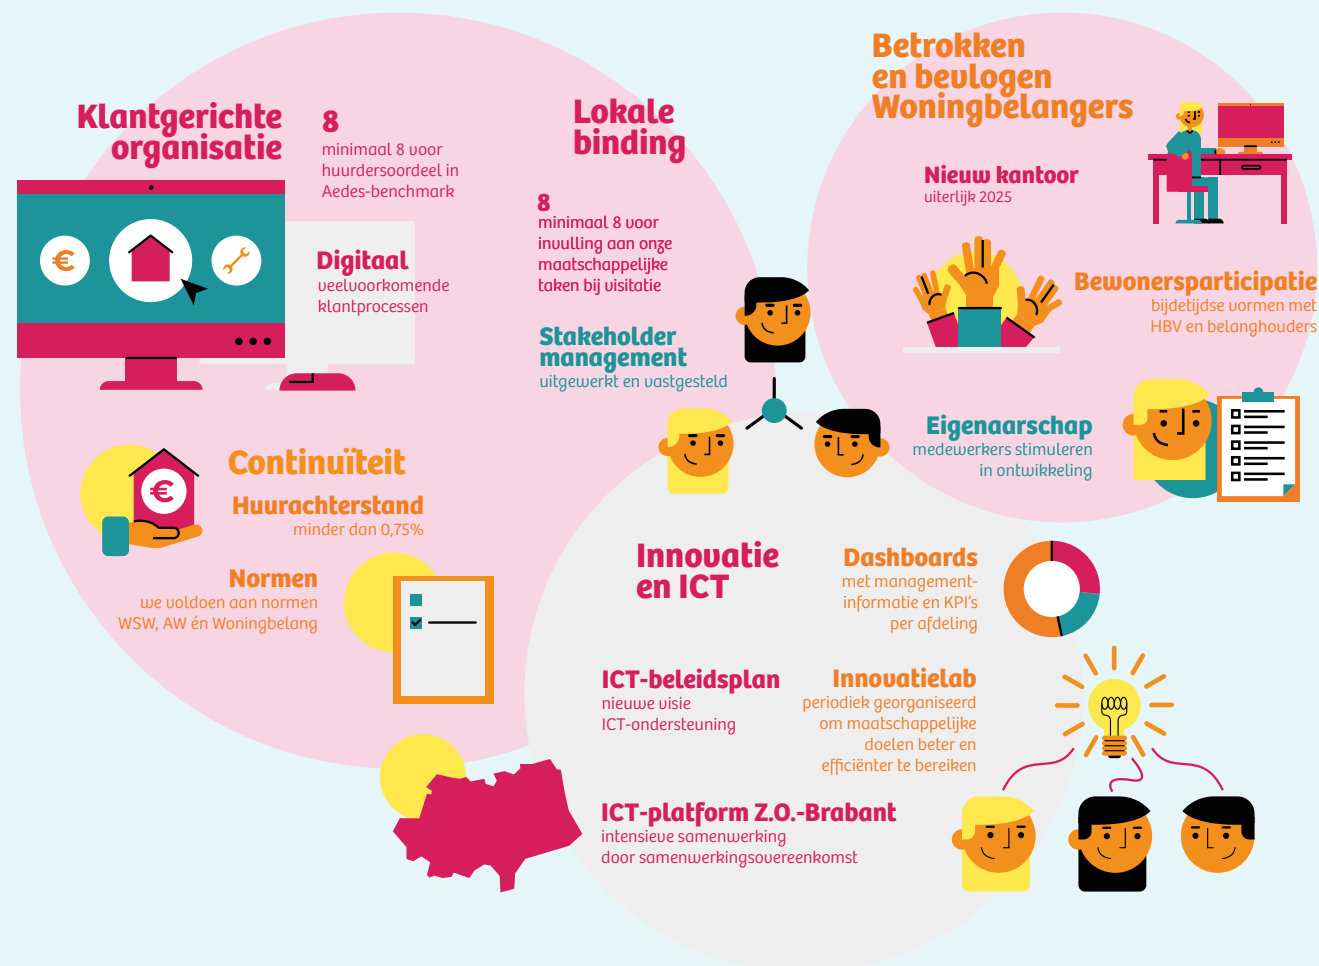 Klantgerichte
organisatie
8
minimaal 8 voor
huurdersoordeel in
Aedes-benchmark
Digitaal
veelvoorkomende
klantprocessen
Lokale
binding
8
minimaal 8 voor
invulling aan onze
maatschappelijke
taken bij visitatie
Stakeholder
management
uitgewerkt en vastgesteld
Betrokken
en bevlogen
Woningbelangers
Nieuw kantoor
uiterlijk 2025
Bewonersparticipatie
bijdetijdse vormen met
HBV en belanghouders
Eigenaarschap
medewerkers stimuleren
in ontwikkeling
€
€
Continuïteit
Huurachterstand
minder dan 0,75%
Normen
we voldoen aan normen
WSW, AW én Woningbelang
Innovatie
en ICT
Dashboards
met management-
informatie en KPI's
per afdeling
ICT-beleidsplan
nieuwe visie
ICT-ondersteuning
Innovatielab
periodiek georganiseerd
om maatschappelijke
doelen beter en
efficiënter te bereiken
ICT-platform Z.O.-Brabant
intensieve samenwerking
door samenwerkingsovereenkomst